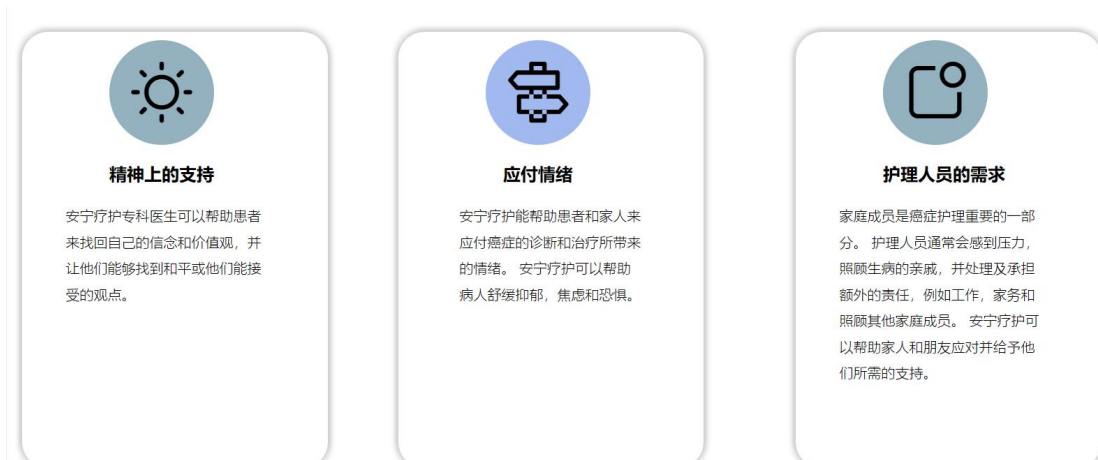 精神上的支持
安宁疗护专科医生可以帮助患者
来找回自己的信念和价值观，并
让他们能够找到和平或他们能接
受的观点。
应付情绪
安宁疗护能帮助患者和家人来
应付癌症的诊断和治疗所带来
的情绪。 安宁疗护可以帮助
病人舒缓抑郁，焦虑和恐惧。
护理人员的需求
家庭成员是癌症护理重要的一部
分。 护理人员通常会感到压力，
照顾生病的亲戚，并处理及承担
额外的责任，例如工作，家务和
照顾其他家庭成员。 安宁疗护可
以帮助家人和朋友应对并给予他
们所需的支持。